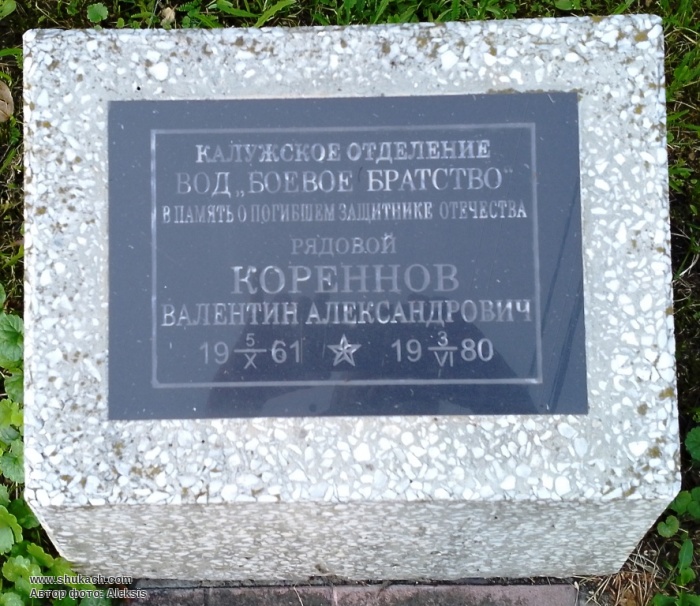 КАЛУЖСКОЕ ОТДЕЛЕНИЕ
ВОД „БОЕВОЕ БРАТСТВО“
В ПАМЯТЬ О ПОГИБШЕМ ЗАЩИТНИКЕ ОТЕЧЕСТВА
РЯДОВОЙ
КОРЕННОВ
ВАЛЕНТИН АЛЕКСАНДРОВИЧ
19 5/X 61 ☆ 19 3/VI 80
www.shukach.com
Автор фото: Aleksis